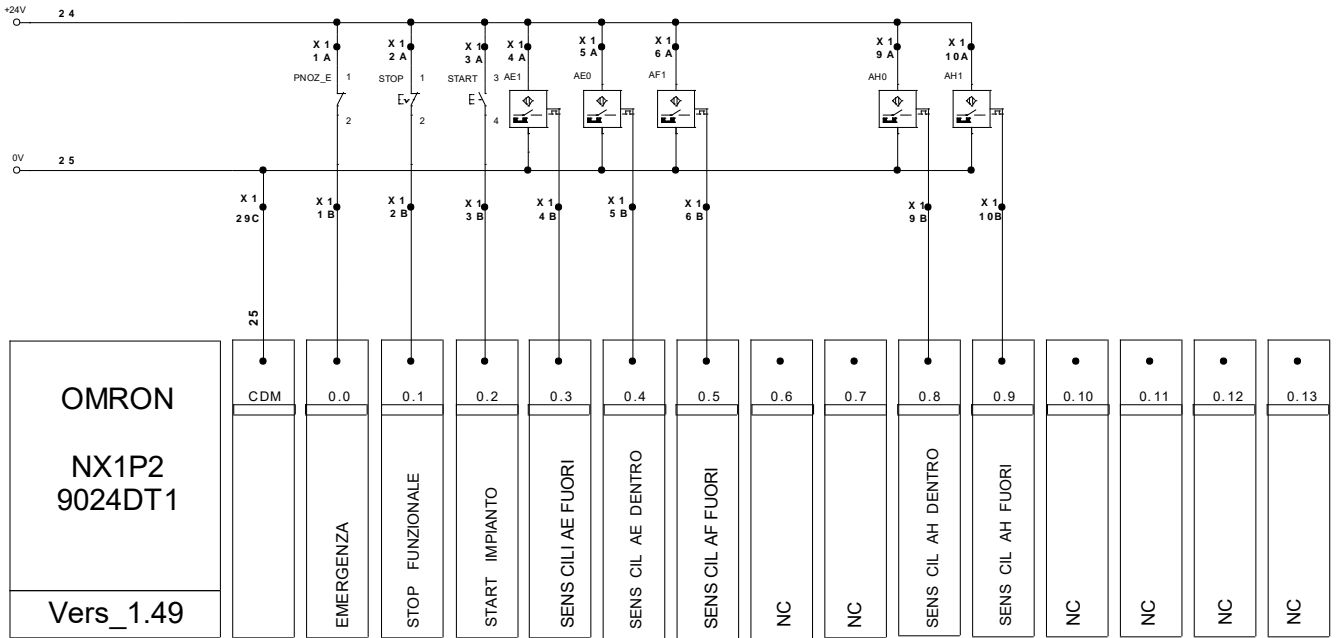 +24V
24
X1 X1 X1 X1 X1 X1 X1 X1
1A 2A 3A 4A 5A 6A 9A 10A
PNOZ_E 1 STOP 1 START 3 AE1 AE0 AF1 AH0 AH1
2 2 4
0V
25
X1 X1 X1 X1 X1 X1 X1 X1 X1
29C 1B 2B 3B 4B 5B 6B 9B 10B
25
OMRON
NX1P2
9024DT1
Vers_1.49
CDM 0.0 0.1 0.2 0.3 0.4 0.5 0.6 0.7 0.8 0.9 0.10 0.11 0.12 0.13
EMERGENZA
STOP FUNZIONALE
START IMPIANTO
SENS CILI AE FUORI
SENS CIL AE DENTRO
SENS CIL AF FUORI
NC
NC
SENS CIL AH DENTRO
SENS CIL AH FUORI
NC
NC
NC
NC